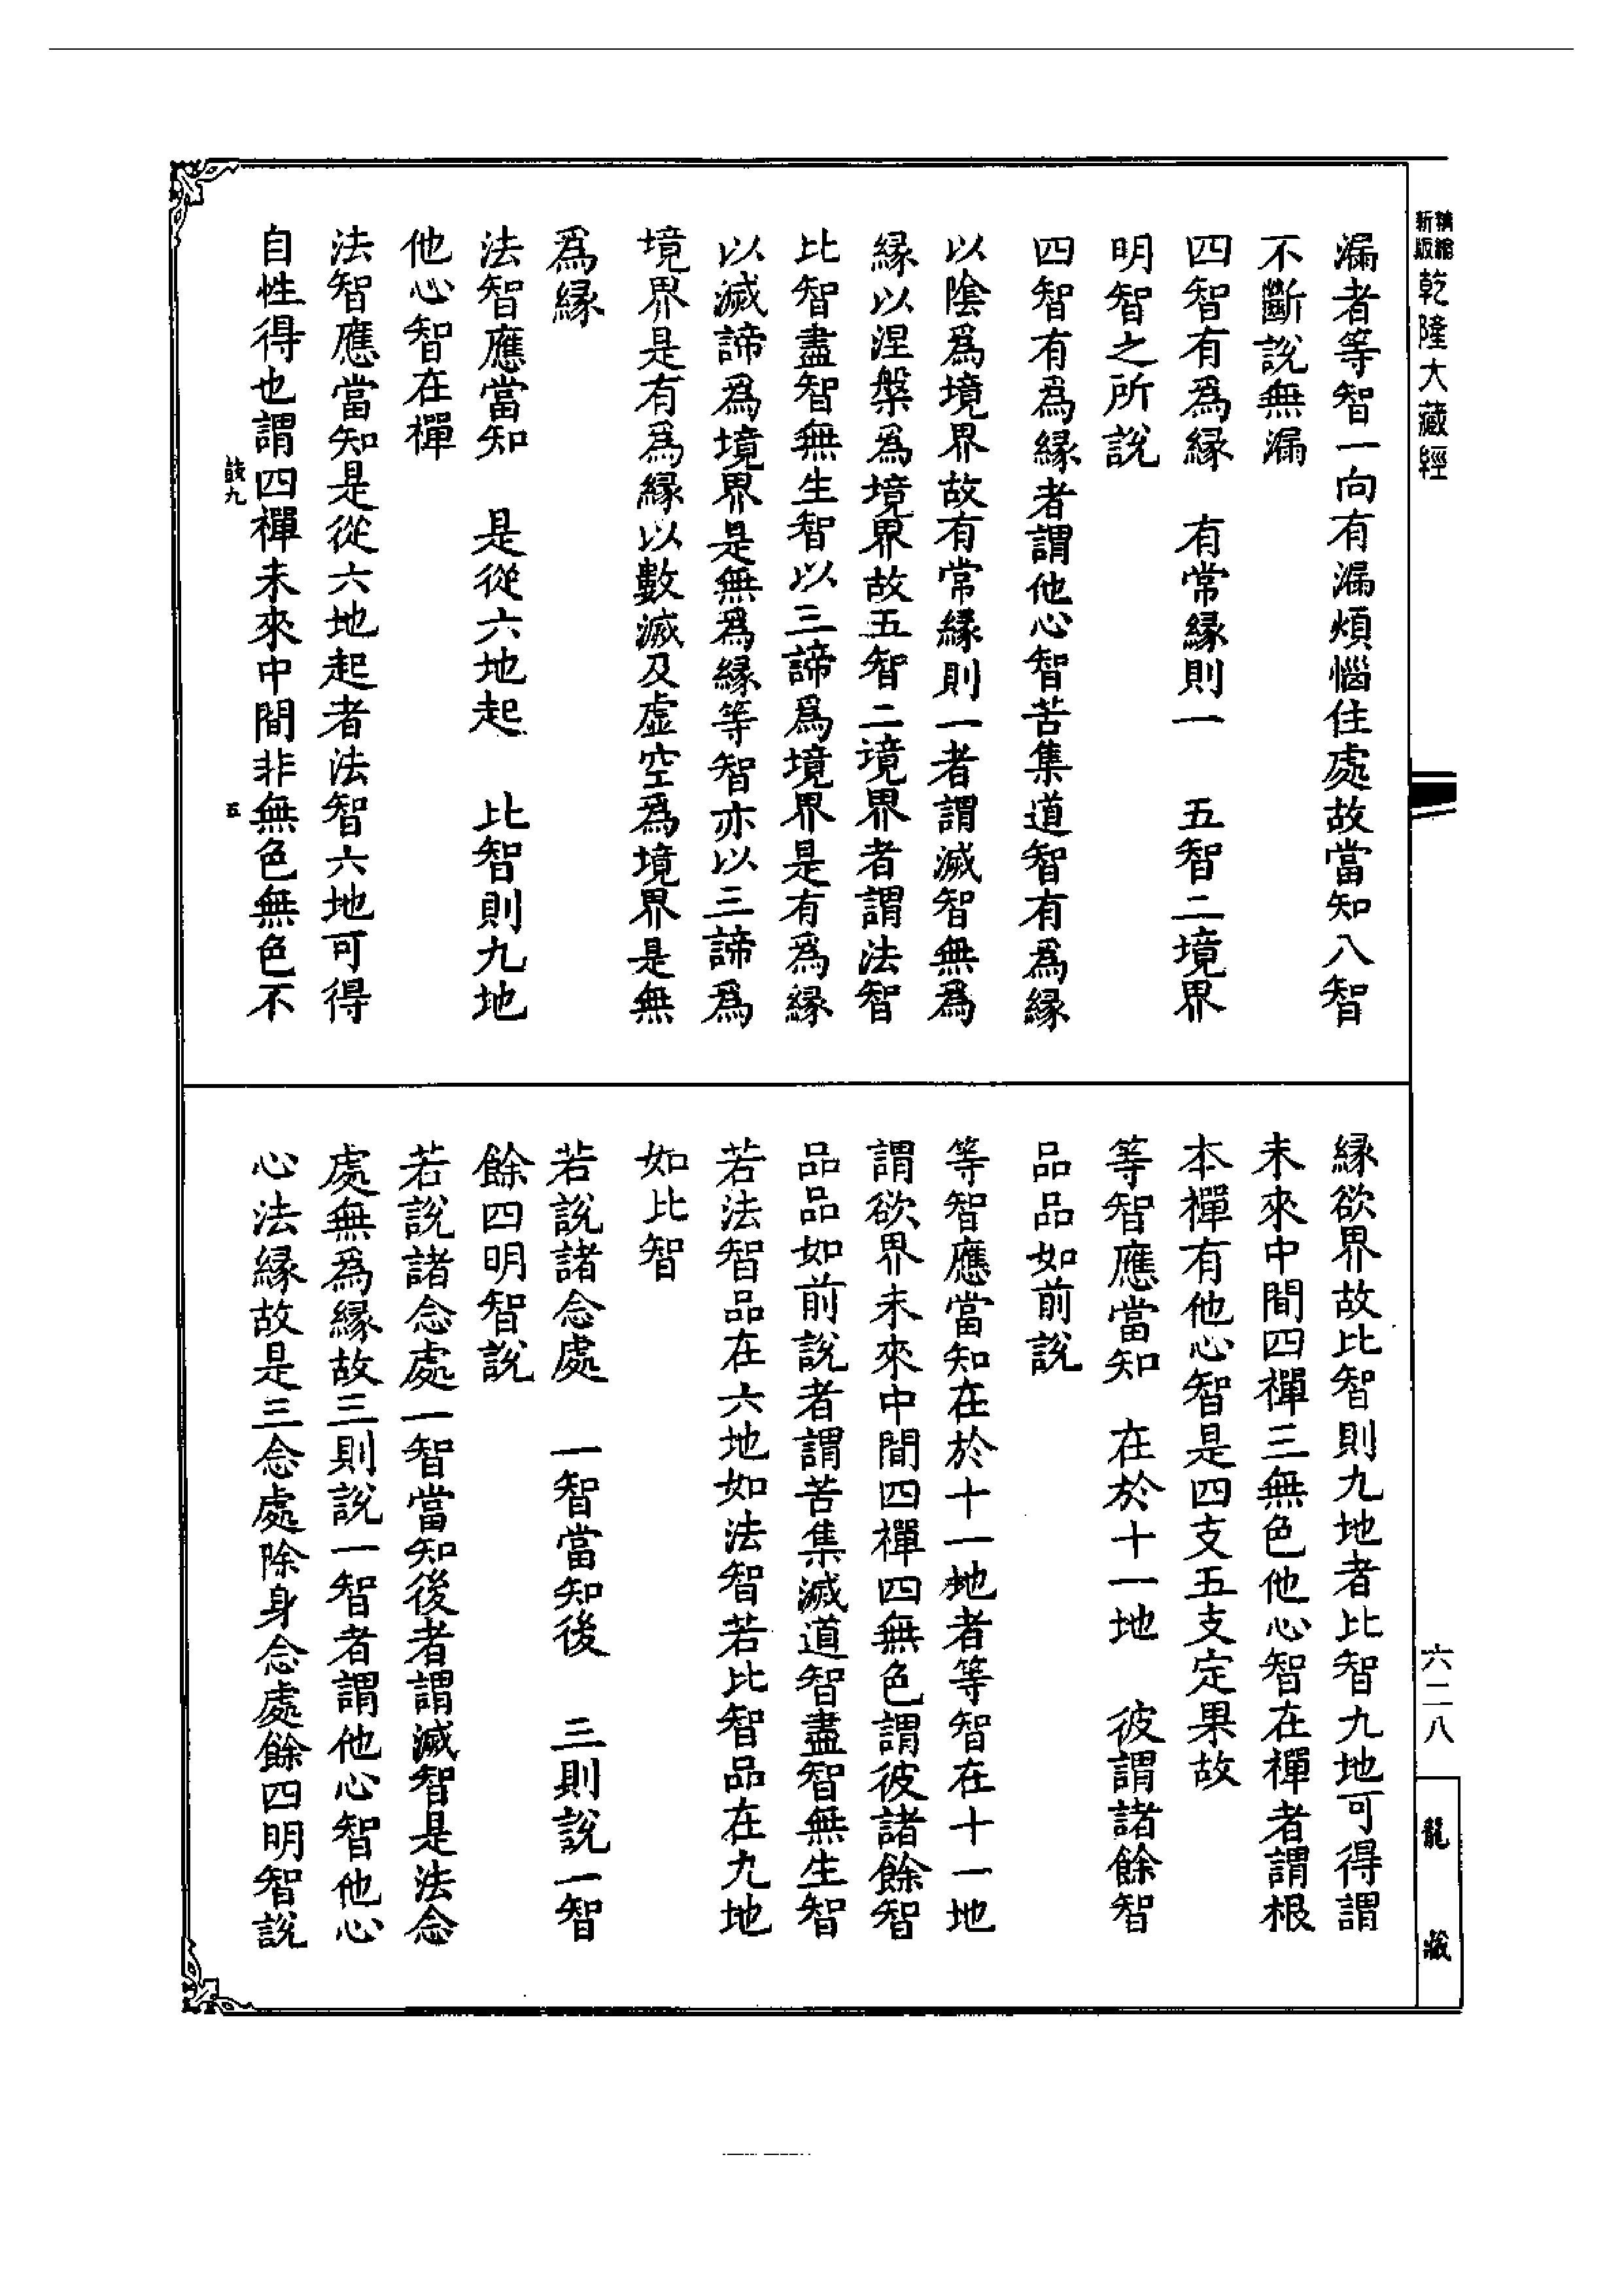 新版
精縮
乾隆大藏經
漏者等智一向有漏煩惱住處故當知八智
不斷說無漏
四智有為緣　有常緣則一　五智二境界
明智之所說
四智有為緣者謂他心智苦集道智有為緣
以陰爲境界故有常緣則一者謂滅智無爲
緣以涅槃爲境界故五智二境界者謂法智
比智盡智無生智以三諦爲境界是有爲緣
以滅諦爲境界是無爲緣等智亦以三諦爲
境界是有爲緣以數滅及虛空爲境界是無
爲緣
法智應當知　是從六地起　比智則九地
他心智在禪
法智應當知是從六地起者法智六地可得
自性得也謂四禪未來中間非無色無色不
鼓九　五
緣欲界故比智則九地者比智九地可得謂
未來中間四禪三無色他心智在禪者謂根
本禪有他心智是四支五支定果故
等智應當知　在於十一地　彼謂諸餘智
品品如前說
等智應當知在於十一地者等智在十一地
謂欲界未來中間四禪四無色謂彼諸餘智
品品如前說者謂苦集滅道智盡智無生智
若法智品在六地如法智若比智品在九地
如比智
若說諸念處　一智當知後　三則說一智
餘四明智說
若說諸念處一智當知後者謂滅智是法念
處無爲緣故三則說一智者謂他心智他心
心法緣故是三念處除身念處餘四明智說
六二八
龍藏